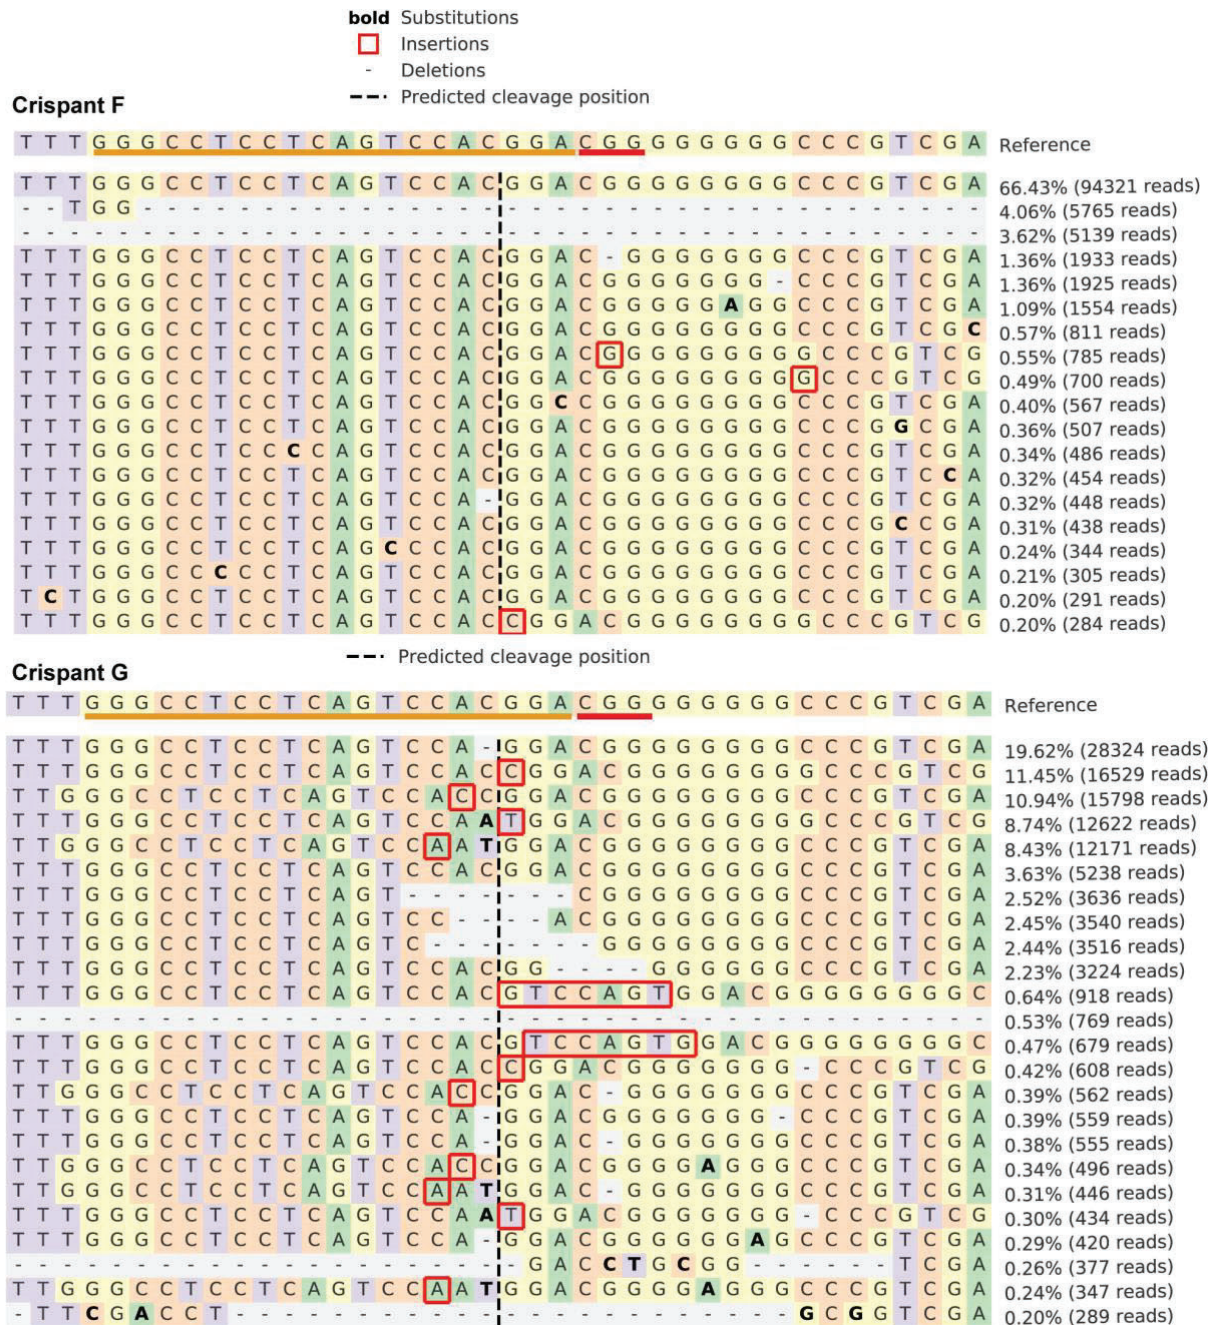 bold Substitutions
Insertions
- Deletions
Predicted cleavage position
Crispant F
T T T G G G C C T C C T C A G T C C A C G G A C G G G G G G G G C C C G T C G A Reference
T T T G G G C C T C C T C A G T C C A C G G A C G G G G G G G G C C C G T C G A 66.43% (94321 reads)
- - T G G - - - - - - - - - - - - - - - - - - - - - - - - - - - - - - - - - - - 4.06% (5765 reads)
- - - - - - - - - - - - - - - - - - - - - - - - - - - - - - - - - - - - - - - - 3.62% (5139 reads)
T T T G G G C C T C C T C A G T C C A C G G A C - G G G G G G G C C C G T C G A 1.36% (1933 reads)
T T T G G G C C T C C T C A G T C C A C G G A C G G G G G G G - C C C G T C G A 1.36% (1925 reads)
T T T G G G C C T C C T C A G T C C A C G G A C G G G G G A G G C C C G T C G A 1.09% (1554 reads)
T T T G G G C C T C C T C A G T C C A C G G A C G G G G G G G G C C C G T C G C 0.57% (811 reads)
T T T G G G C C T C C T C A G T C C A C G G A C G G G G G G G G G C C C G T C G 0.55% (785 reads)
T T T G G G C C T C C T C A G T C C A C G G A C G G G G G G G G G C C C G T C G 0.49% (700 reads)
T T T G G G C C T C C T C A G T C C A C G G C C G G G G G G G G C C C G T C G A 0.40% (567 reads)
T T T G G G C C T C C T C A G T C C A C G G A C G G G G G G G G C C C G G C G A 0.36% (507 reads)
T T T G G G C C T C C C C A G T C C A C G G A C G G G G G G G G C C C G T C G A 0.34% (486 reads)
T T T G G G C C T C C T C A G T C C A C G G A C G G G G G G G G C C C G T C C A 0.32% (454 reads)
T T T G G G C C T C C T C A G T C C A - G G A C G G G G G G G G C C C G T C G A 0.32% (448 reads)
T T T G G G C C T C C T C A G T C C A C G G A C G G G G G G G G C C C G C C G A 0.31% (438 reads)
T T T G G G C C T C C T C A G C C C A C G G A C G G G G G G G G C C C G T C G A 0.24% (344 reads)
T T T G G G C C C C C T C A G T C C A C G G A C G G G G G G G G C C C G T C G A 0.21% (305 reads)
T C T G G G C C T C C T C A G T C C A C G G A C G G G G G G G G C C C G T C G A 0.20% (291 reads)
T T T G G G C C T C C T C A G T C C A C C G G A C G G G G G G G G C C C G T C G 0.20% (284 reads)
Predicted cleavage position
Crispant G
T T T G G G C C T C C T C A G T C C A C G G A C G G G G G G G G C C C G T C G A Reference
T T T G G G C C T C C T C A G T C C A - G G A C G G G G G G G G C C C G T C G A 19.62% (28324 reads)
T T T G G G C C T C C T C A G T C C A C C G G A C G G G G G G G G C C C G T C G 11.45% (16529 reads)
T T G G G C C T C C T C A G T C C A C C G G A C G G G G G G G G C C C G T C G A 10.94% (15798 reads)
T T T G G G C C T C C T C A G T C C A A T G G A C G G G G G G G G C C C G T C G 8.74% (12622 reads)
T T G G G C C T C C T C A G T C C A A T G G A C G G G G G G G G C C C G T C G A 8.43% (12171 reads)
T T T G G G C C T C C T C A G T C C A C G G A C G G G G G G G G C C C G T C G A 3.63% (5238 reads)
T T T G G G C C T C C T C A G T - - - - - - - C G G G G G G G G C C C G T C G A 2.52% (3636 reads)
T T T G G G C C T C C T C A G T C C - - - - A C G G G G G G G G C C C G T C G A 2.45% (3540 reads)
T T T G G G C C T C C T C A G T C - - - - - - - G G G G G G G G C C C G T C G A 2.44% (3516 reads)
T T T G G G C C T C C T C A G T C C A C G G - - - - G G G G G G C C C G T C G A 2.23% (3224 reads)
T T T G G G C C T C C T C A G T C C A C G T C C A G T G G A C G G G G G G G G C 0.64% (918 reads)
- - - - - - - - - - - - - - - - - - - - - - - - - - - - - - - - - - - - - - - - 0.53% (769 reads)
T T T G G G C C T C C T C A G T C C A C G T C C A G T G G A C G G G G G G G G C 0.47% (679 reads)
T T T G G G C C T C C T C A G T C C A C C G G A C G G G G G G G - C C C G T C G 0.42% (608 reads)
T T G G G C C T C C T C A G T C C A C C G G A C - G G G G G G G C C C G T C G A 0.39% (562 reads)
T T T G G G C C T C C T C A G T C C A - G G A C G G G G G G G - C C C G T C G A 0.39% (559 reads)
T T T G G G C C T C C T C A G T C C A - G G A C - G G G G G G G C C C G T C G A 0.38% (555 reads)
T T G G G C C T C C T C A G T C C A C C G G A C G G G G A G G G C C C G T C G A 0.34% (496 reads)
T T G G G C C T C C T C A G T C C A A T G G A C - G G G G G G G C C C G T C G A 0.31% (446 reads)
T T T G G G C C T C C T C A G T C C A A T G G A C G G G G G G G - C C C G T C G 0.30% (434 reads)
T T T G G G C C T C C T C A G T C C A - G G A C G G G G G G A G C C C G T C G A 0.29% (420 reads)
- - - - - - - - - - - - - - - - - - - - - G A C C T G C G G - - - - - - T C G A 0.26% (377 reads)
T T G G G C C T C C T C A G T C C A A T G G A C G G G G A G G G C C C G T C G A 0.24% (347 reads)
- T T C G A C C T - - - - - - - - - - - - - - - - - - - - - - - G C G G T C G A 0.20% (289 reads)